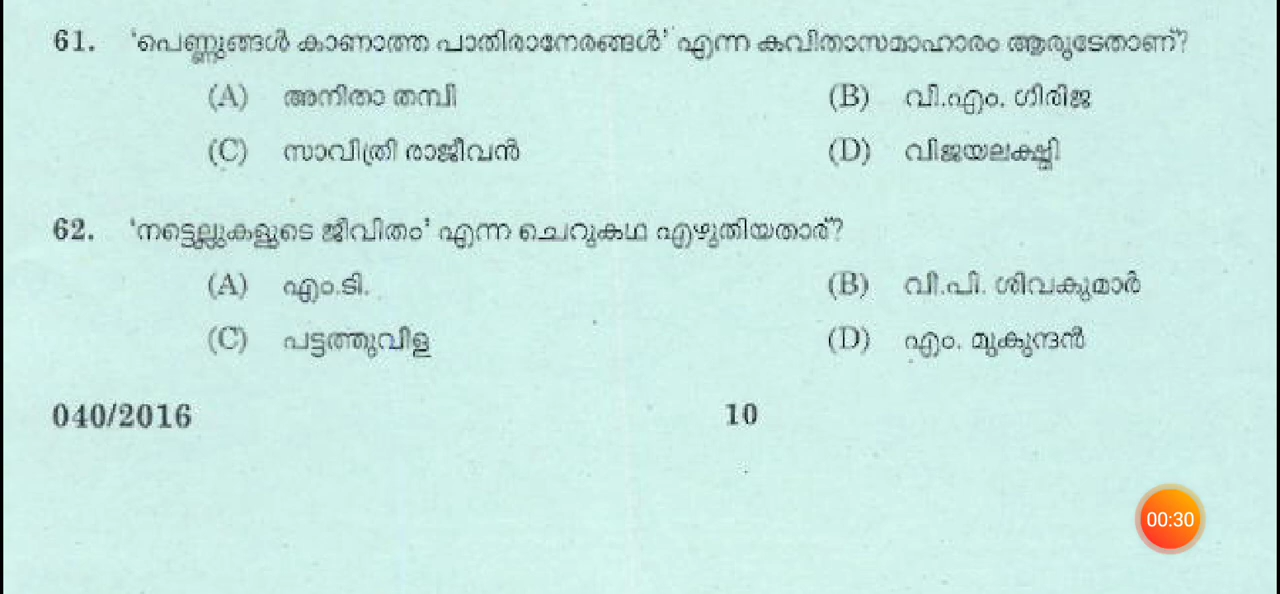 61. 'പെണ്ണുങ്ങൾ കാണാത്ത പാതിരാനേരങ്ങൾ' എന്ന കവിതാസമാഹാരം ആരുടേതാണ്?
(A) അനിതാ തമ്പി (B) വി.എം. ഗിരിജ
(C) സാവിത്രി രാജീവൻ (D) വിജയലക്ഷ്മി
62. 'നട്ടെല്ലുകളുടെ ജീവിതം' എന്ന ചെറുകഥ എഴുതിയതാര്?
(A) എം.ടി. (B) വി.പി. ശിവകുമാർ
(C) പട്ടത്തുവിള (D) എം. മുകുന്ദൻ
040/2016 10
00:30